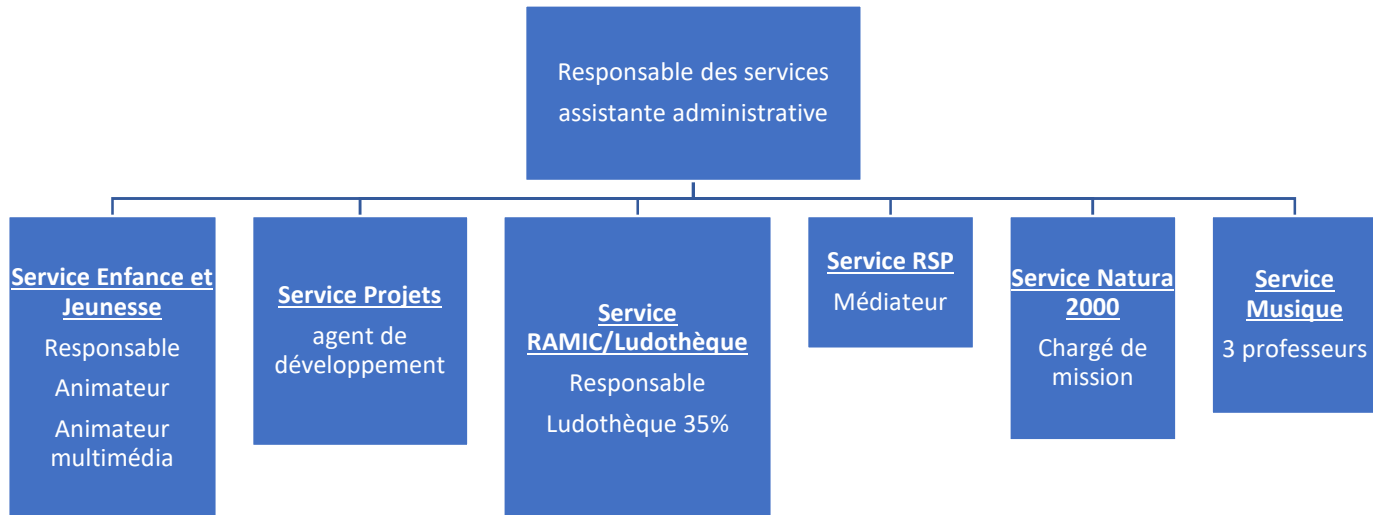 Responsable des services
assistante administrative
Service Enfance et
Jeunesse
Responsable
Animateur
Animateur
multimédia
Service Projets
agent de
développement
Service
RAMIC/Ludothèque
Responsable
Ludothèque 35%
Service RSP
Médiateur
Service Natura
2000
Chargé de
mission
Service
Musique
3 professeurs